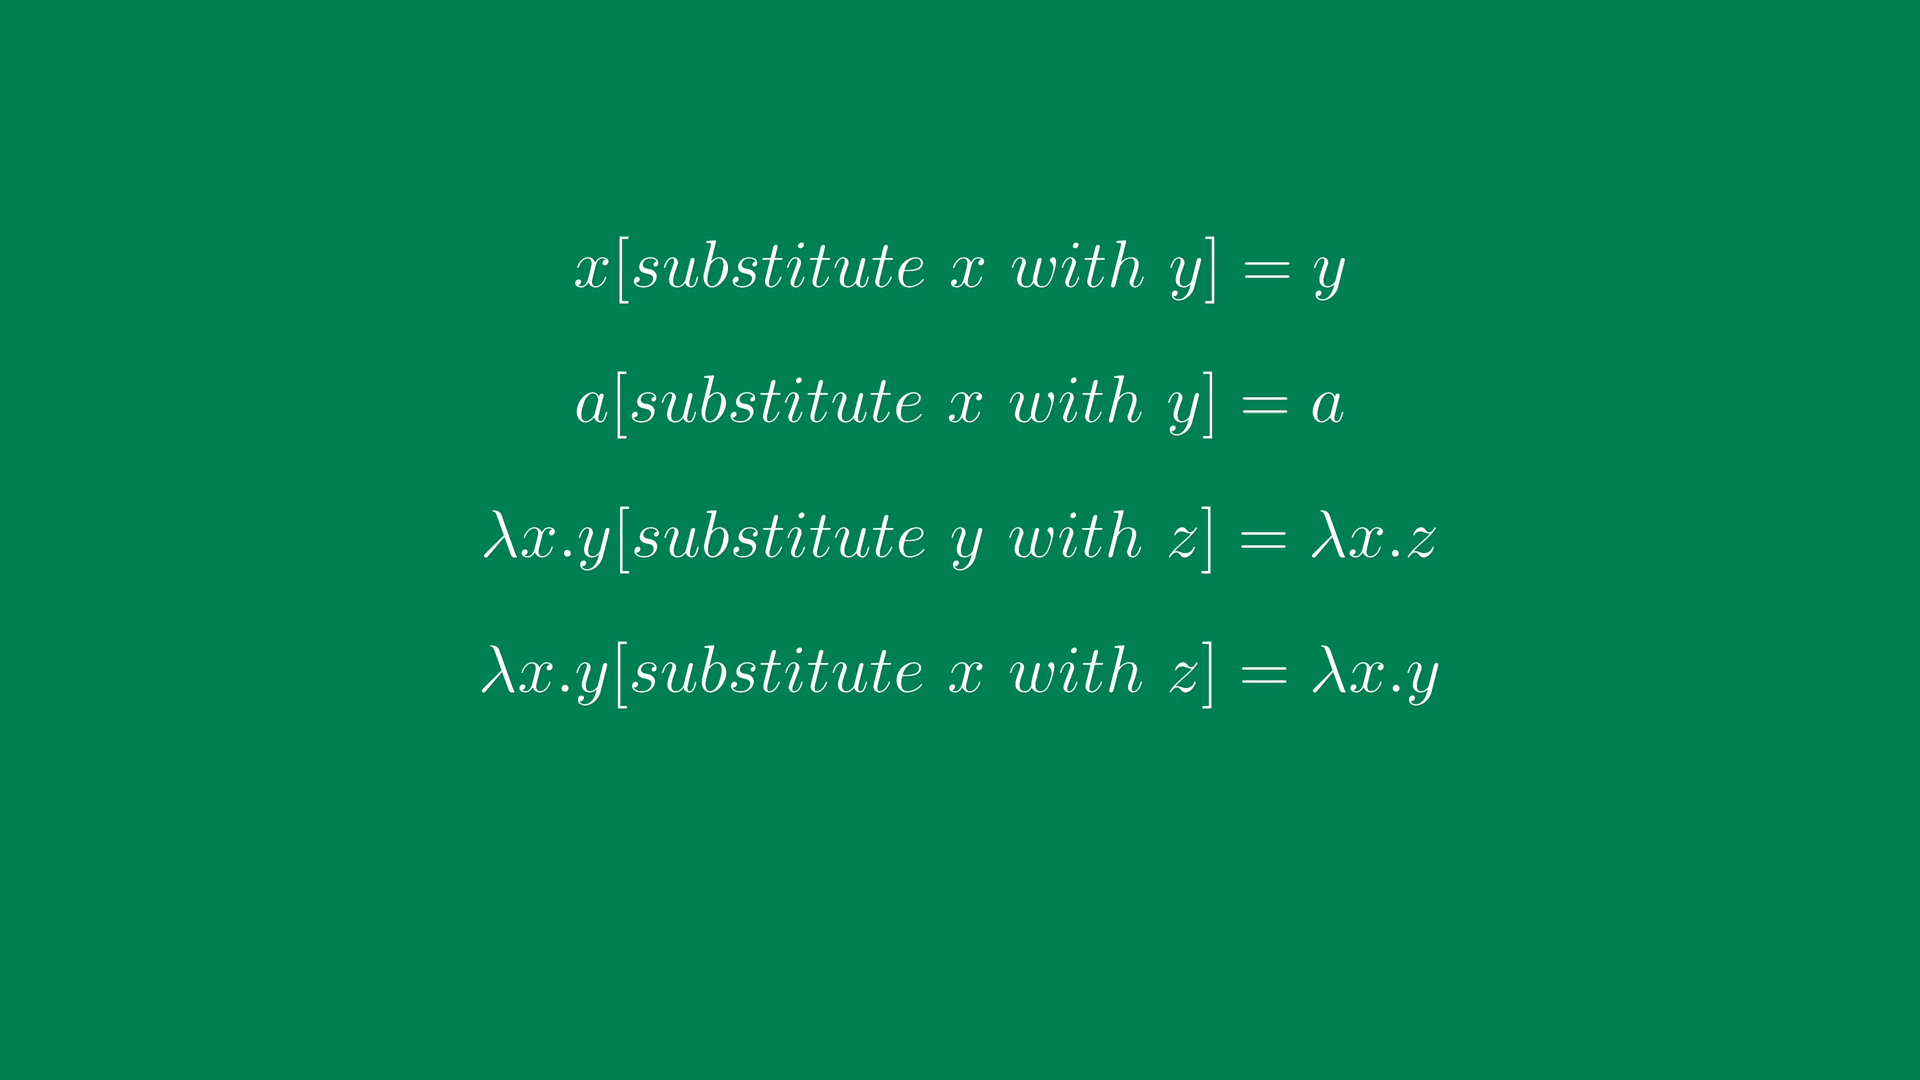 x[substitute x with y] = y
a[substitute x with y] = a
λx.y[substitute y with z] = λx.z
λx.y[substitute x with z] = λx.y